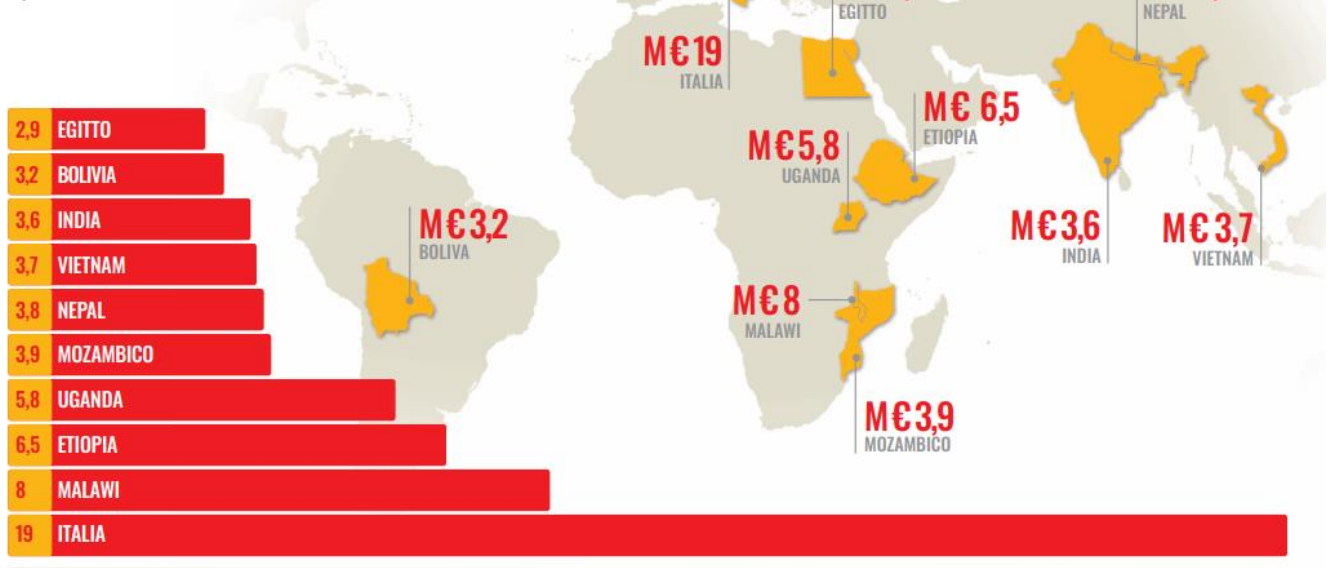 EGITTO
NEPAL
M€19
ITALIA
M€ 6,5
ETIOPIA
M€5,8
UGANDA
M€3,2
BOLIVA
M€3,6
INDIA
M€3,7
VIETNAM
M€8
MALAWI
M€3,9
MOZAMBICO
2,9 EGITTO
3,2 BOLIVIA
3,6 INDIA
3,7 VIETNAM
3,8 NEPAL
3,9 MOZAMBICO
5,8 UGANDA
6,5 ETIOPIA
8 MALAWI
19 ITALIA